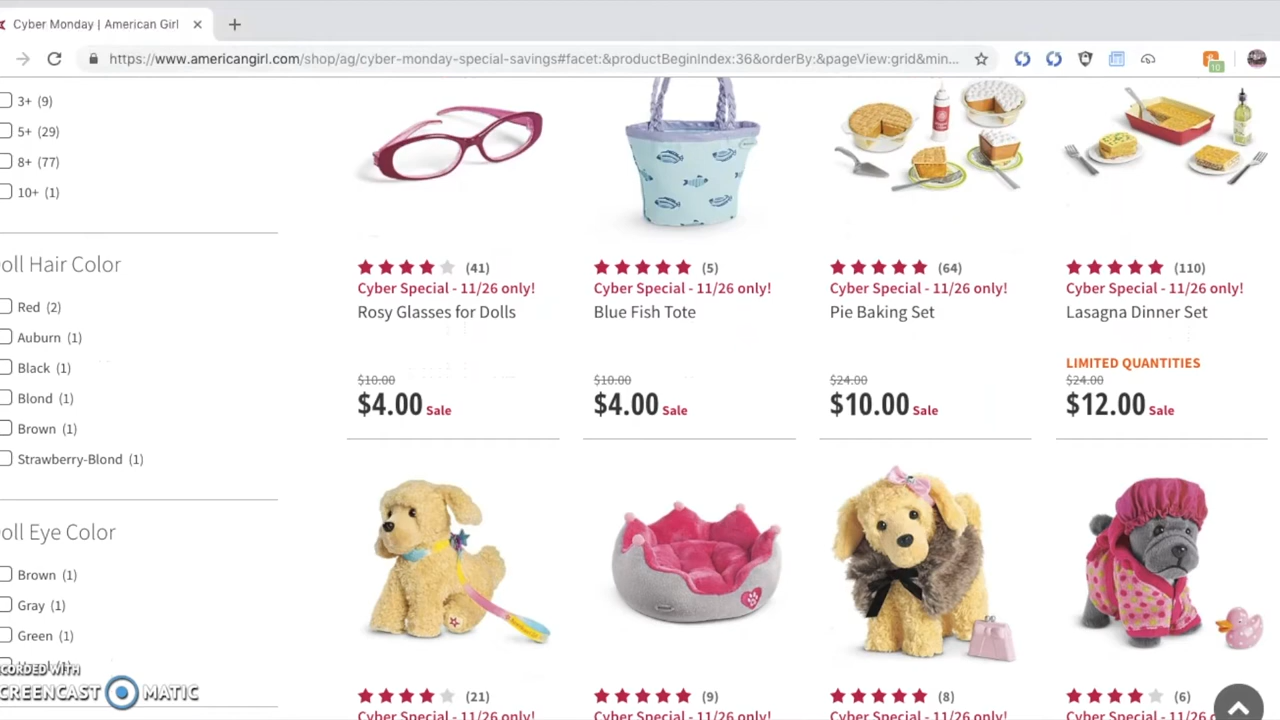 Cyber Monday | American Girl
https://www.americangirl.com/shop/ag/cyber-monday-special-savings#facet:&productBeginIndex:36&orderBy:&pageView:grid&min...
10
3+ (9)
5+ (29)
8+ (77)
10+ (1)
oll Hair Color
Red (2)
Auburn (1)
Black (1)
Blond (1)
Brown (1)
Strawberry-Blond (1)
oll Eye Color
Brown (1)
Gray (1)
Green (1)
(41)
Cyber Special - 11/26 only!
Rosy Glasses for Dolls
$10.00
$4.00 Sale
(5)
Cyber Special - 11/26 only!
Blue Fish Tote
$10.00
$4.00 Sale
(64)
Cyber Special - 11/26 only!
Pie Baking Set
$24.00
$10.00 Sale
(110)
Cyber Special - 11/26 only!
Lasagna Dinner Set
LIMITED QUANTITIES
$24.00
$12.00 Sale
(21)
Cyber Special - 11/26 only!
(9)
Cyber Special - 11/26 only!
(8)
Cyber Special - 11/26 only!
(6)
Cyber Special - 11/26 only!
CORDED WITH
CREENCAST MATIC